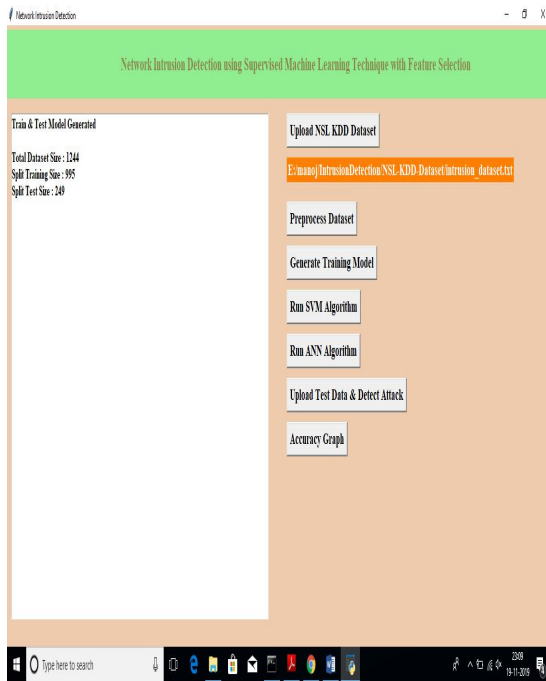 Network Intrusion Detection
Network Intrusion Detection using Supervised Machine Learning Technique with Feature Selection
Train & Test Model Generated
Total Dataset Size : 1244
Split Training Size : 995
Split Test Size : 249
Upload NSL KDD Dataset
E:/manoj/IntrusionDetection/NSL-KDD-Dataset/intrusion_dataset.txt
Preprocess Dataset
Generate Training Model
Run SVM Algorithm
Run ANN Algorithm
Upload Test Data & Detect Attack
Accuracy Graph
Type here to search
23:09
19-11-2019